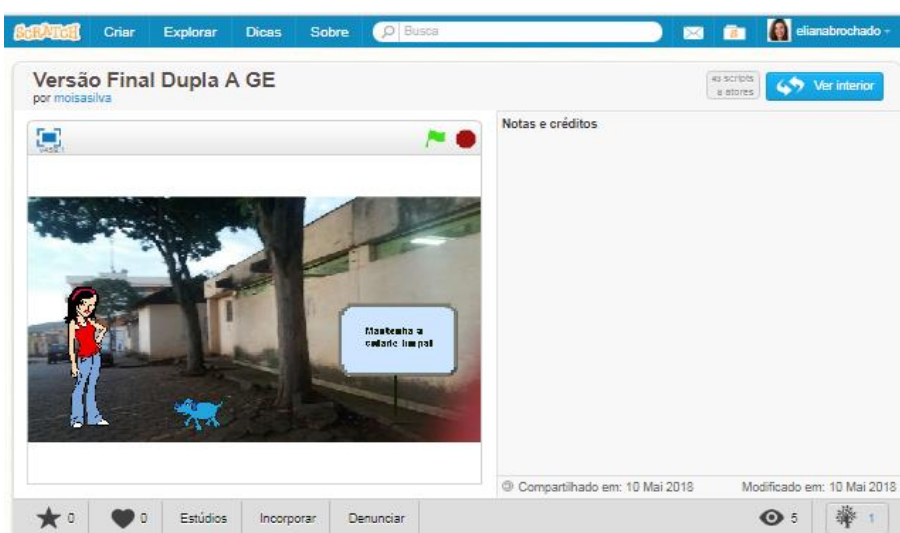 SCRATCH Criar Explorar Dicas Sobre Busca elianabrochado
Versão Final Dupla A GE
por moisasilva
scripts
atores
Ver interior
Notas e créditos
Mantenha a
cidade limpa!
Compartilhado em: 10 Mai 2018 Modificado em: 10 Mai 2018
0 0 Estúdios Incorporar Denunciar 5 1